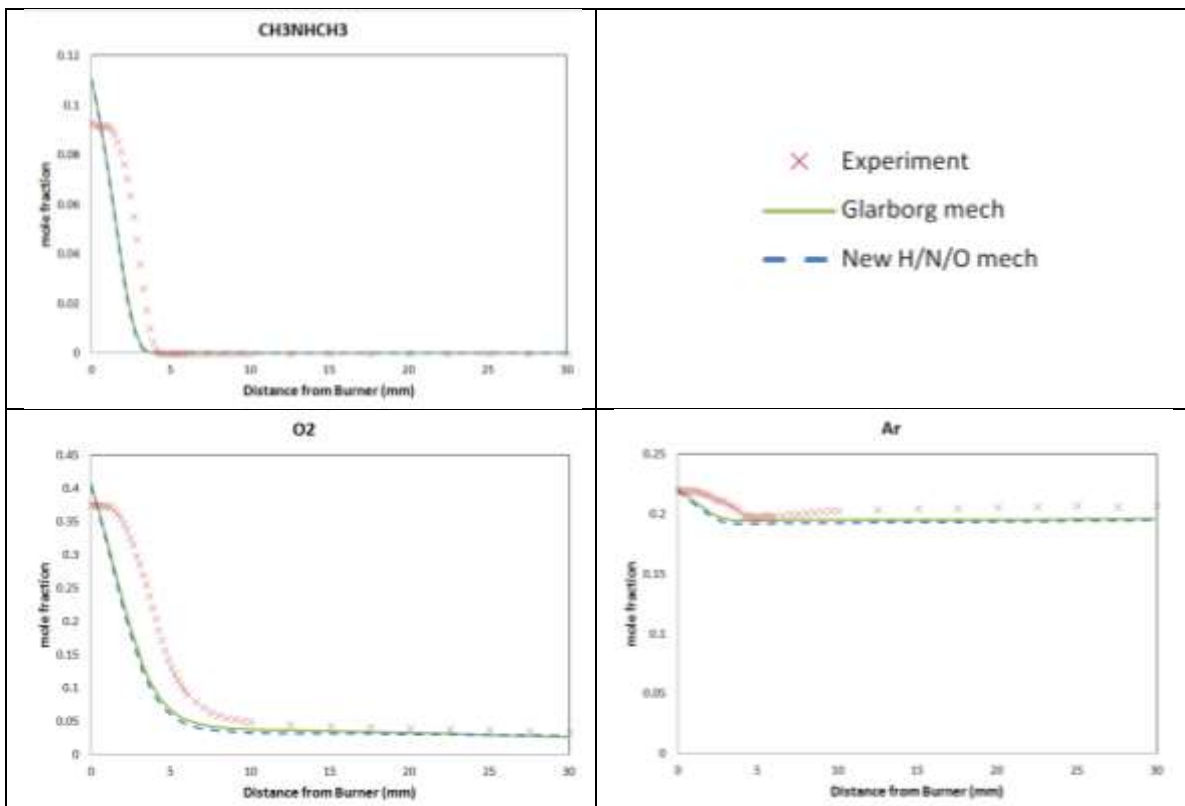 CH3NHCH3
0.12
0.1
0.08
0.06
0.04
0.02
0
mole fraction
0 5 10 15 20 25 30
Distance from Burner (mm)
Experiment
Glarborg mech
New H/N/O mech
O2
0.45
0.4
0.35
0.3
0.25
0.2
0.15
0.1
0.05
0
mole fraction
0 5 10 15 20 25 30
Distance from Burner (mm)
Ar
0.25
0.2
0.15
0.1
0.05
0
mole fraction
0 5 10 15 20 25 30
Distance from Burner (mm)